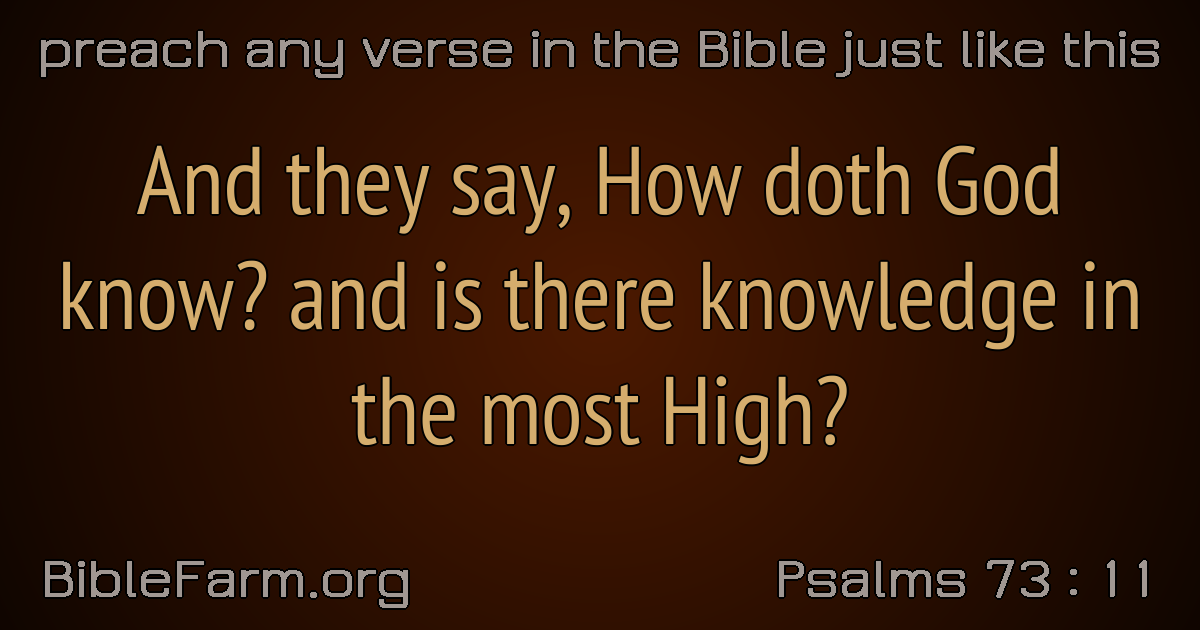 preach any verse in the Bible just like this
And they say, How doth God
know? and is there knowledge in
the most High?
BibleFarm.org
Psalms 73 : 11